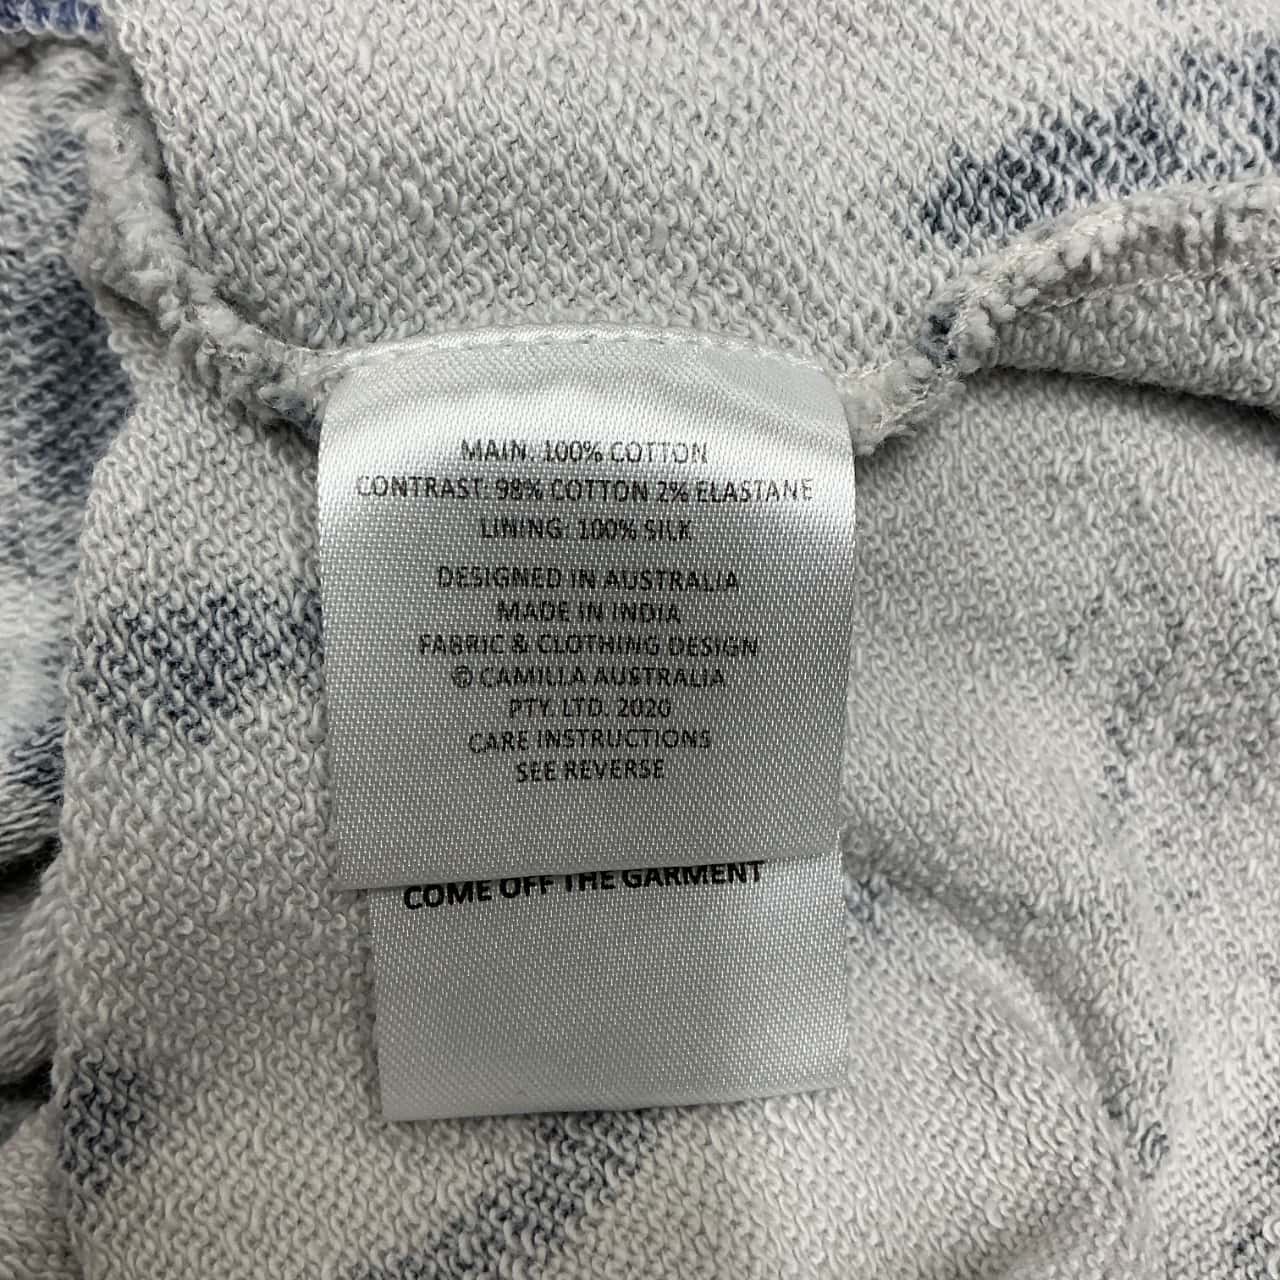 MAIN: 100% COTTON
CONTRAST: 98% COTTON 2% ELASTANE
LINING: 100% SILK
DESIGNED IN AUSTRALIA
MADE IN INDIA
FABRIC & CLOTHING DESIGN
© CAMILLA AUSTRALIA
PTY. LTD. 2020
CARE INSTRUCTIONS
SEE REVERSE
COME OFF THE GARMENT